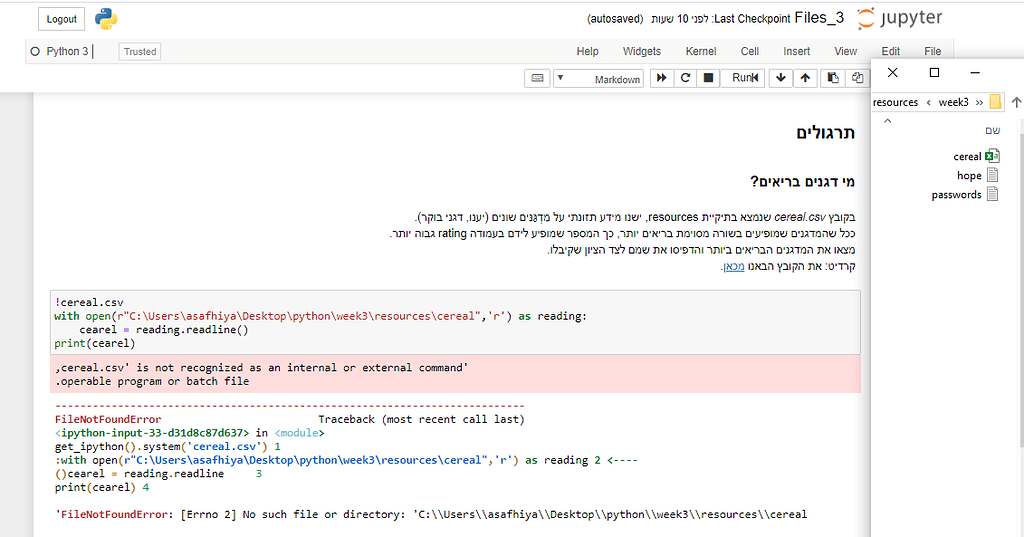 Logout
jupyter Files_3 Last Checkpoint: לפני 10 שעות (autosaved)
File Edit View Insert Cell Kernel Widgets Help
Trusted
Python 3
Run
Markdown
תרגולים
מי דגנים בריאים?
בקובץ cereal.csv שנמצא בתיקיית resources, ישנו מידע תזונתי על מִדְגַּנִּים שונים (יענו, דגני בוקר).
ככל שהמדגנים שמופיעים בשורה מסוימת בריאים יותר, כך המספר שמופיע לידם בעמודה rating גבוה יותר.
מצאו את המדגנים הבריאים ביותר והדפיסו את שמם לצד הציון שקיבלו.
קרדיט: את הקובץ הבאנו מכאן.
!cereal.csv
with open(r"C:\Users\asafhiya\Desktop\python\week3\resources\cereal",'r') as reading:
cearel = reading.readline()
print(cearel)
,cereal.csv' is not recognized as an internal or external command'
.operable program or batch file
---------------------------------------------------------------------------
FileNotFoundError Traceback (most recent call last)
<ipython-input-33-d31d8c87d637> in <module>
get_ipython().system('cereal.csv') 1
:with open(r"C:\Users\asafhiya\Desktop\python\week3\resources\cereal",'r') as reading 2 <----
()cearel = reading.readline 3
print(cearel) 4
'FileNotFoundError: [Errno 2] No such file or directory: 'C:\\Users\\asafhiya\\Desktop\\python\\week3\\resources\\cereal
resources < week3 »
שם
cereal
hope
passwords